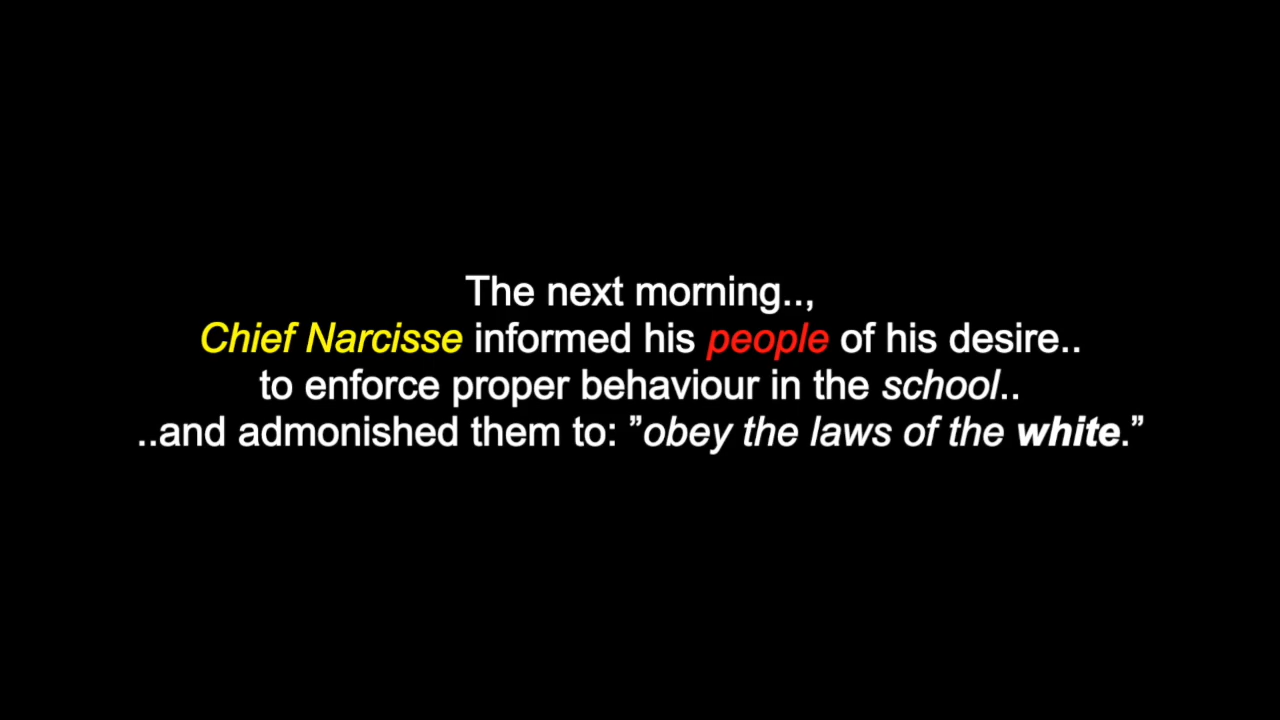 The next morning..,
Chief Narcisse informed his people of his desire..
to enforce proper behaviour in the school..
..and admonished them to: ”obey the laws of the white.”